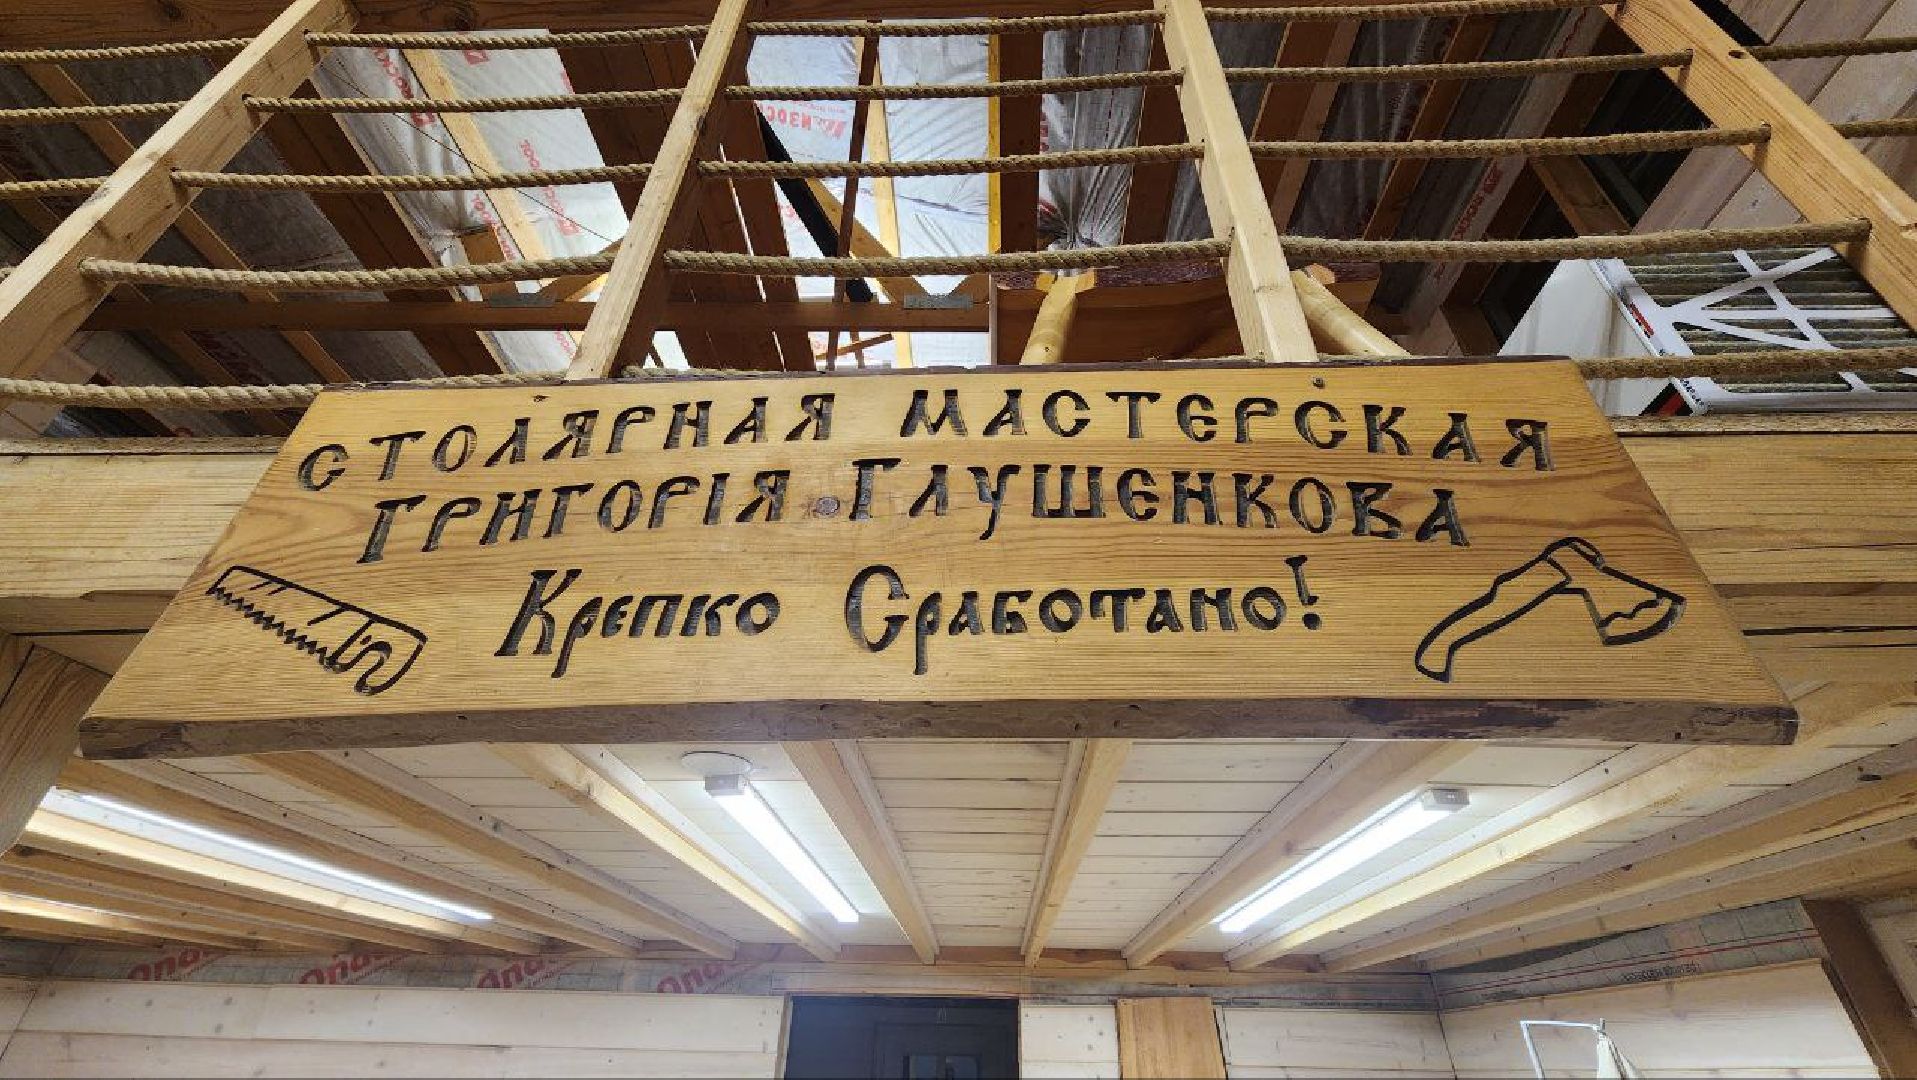 СТОЛЯРНАЯ МАСТЕРСКАЯ
ГРИГОРІЯ ГЛУШЕНКОВА
Крепко Сработано!